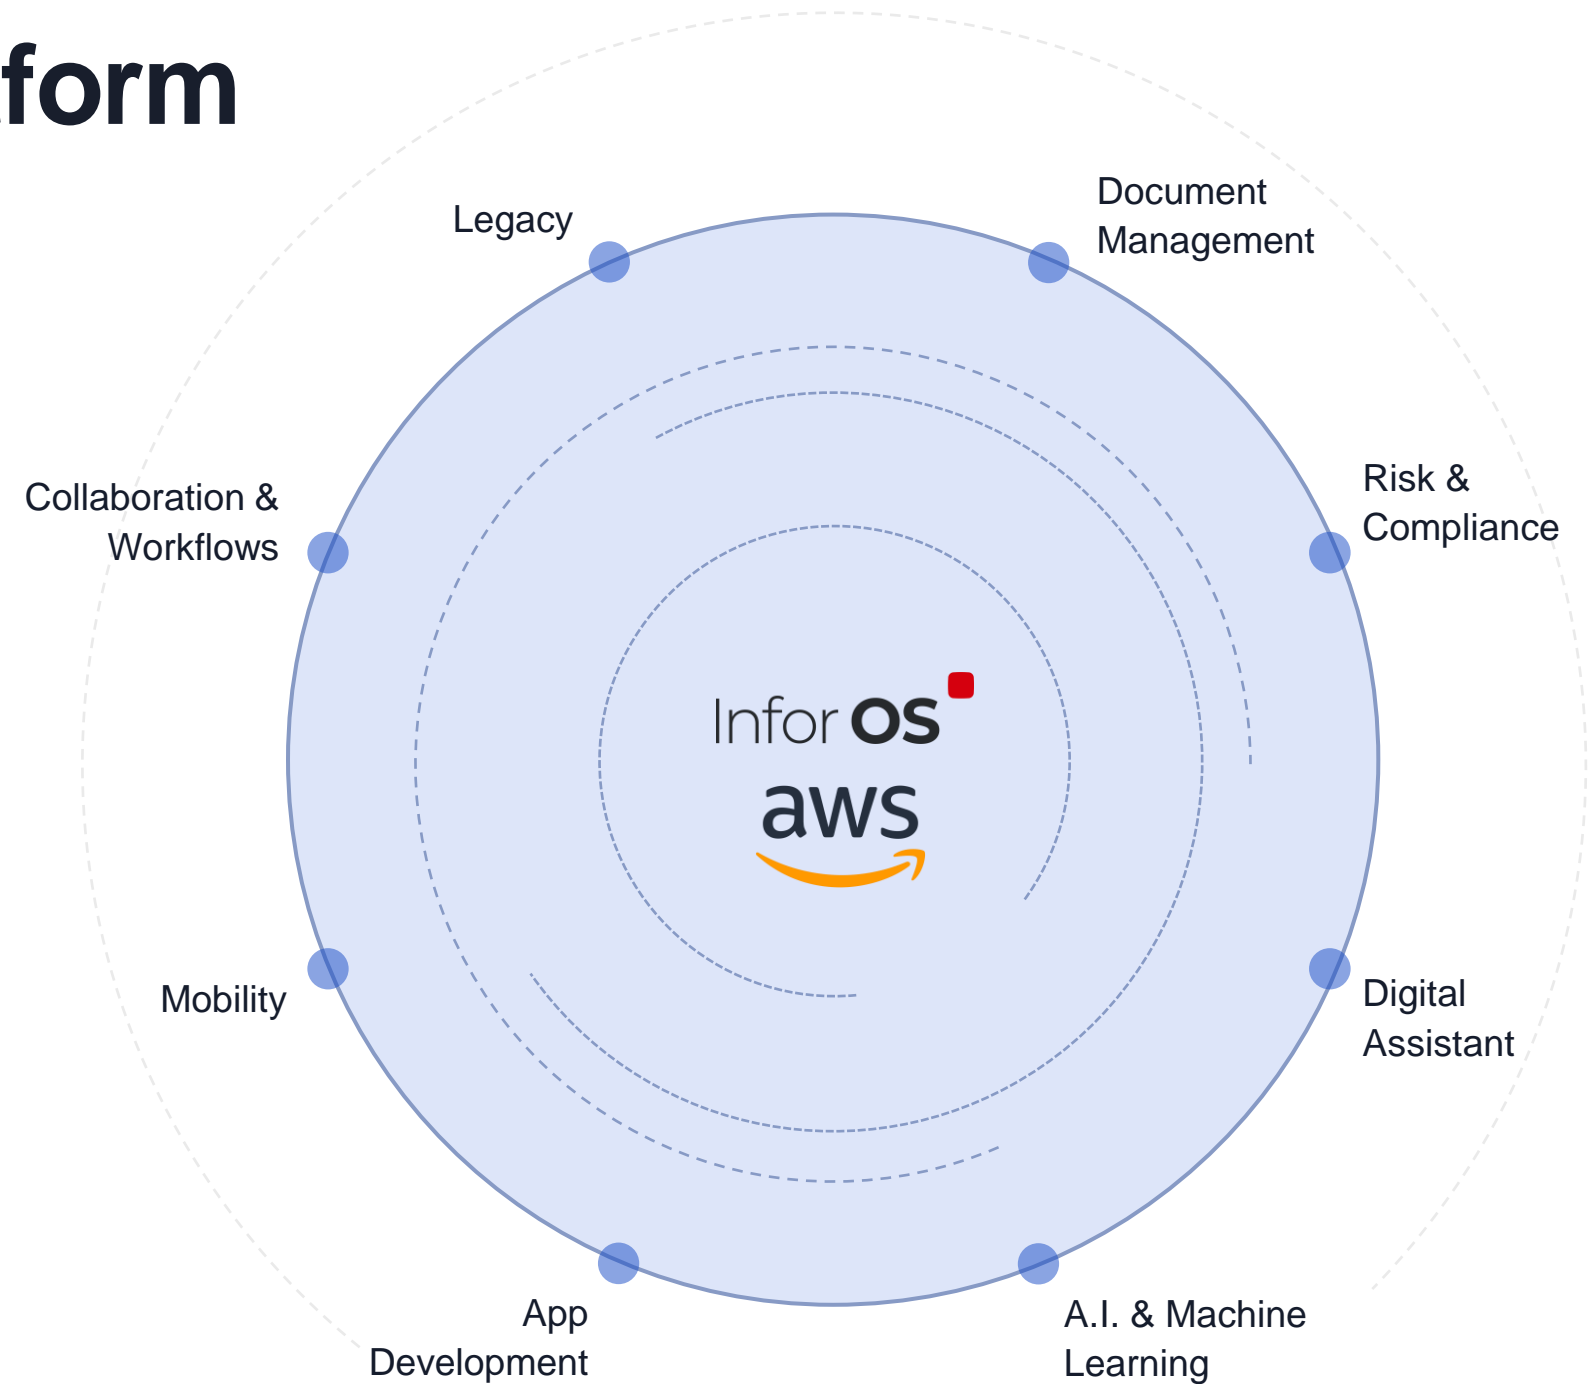 form
Legacy
Document
Management
Collaboration &
Workflows
Risk &
Compliance
Infor OS
aws
Mobility
Digital
Assistant
App
Development
A.I. & Machine
Learning